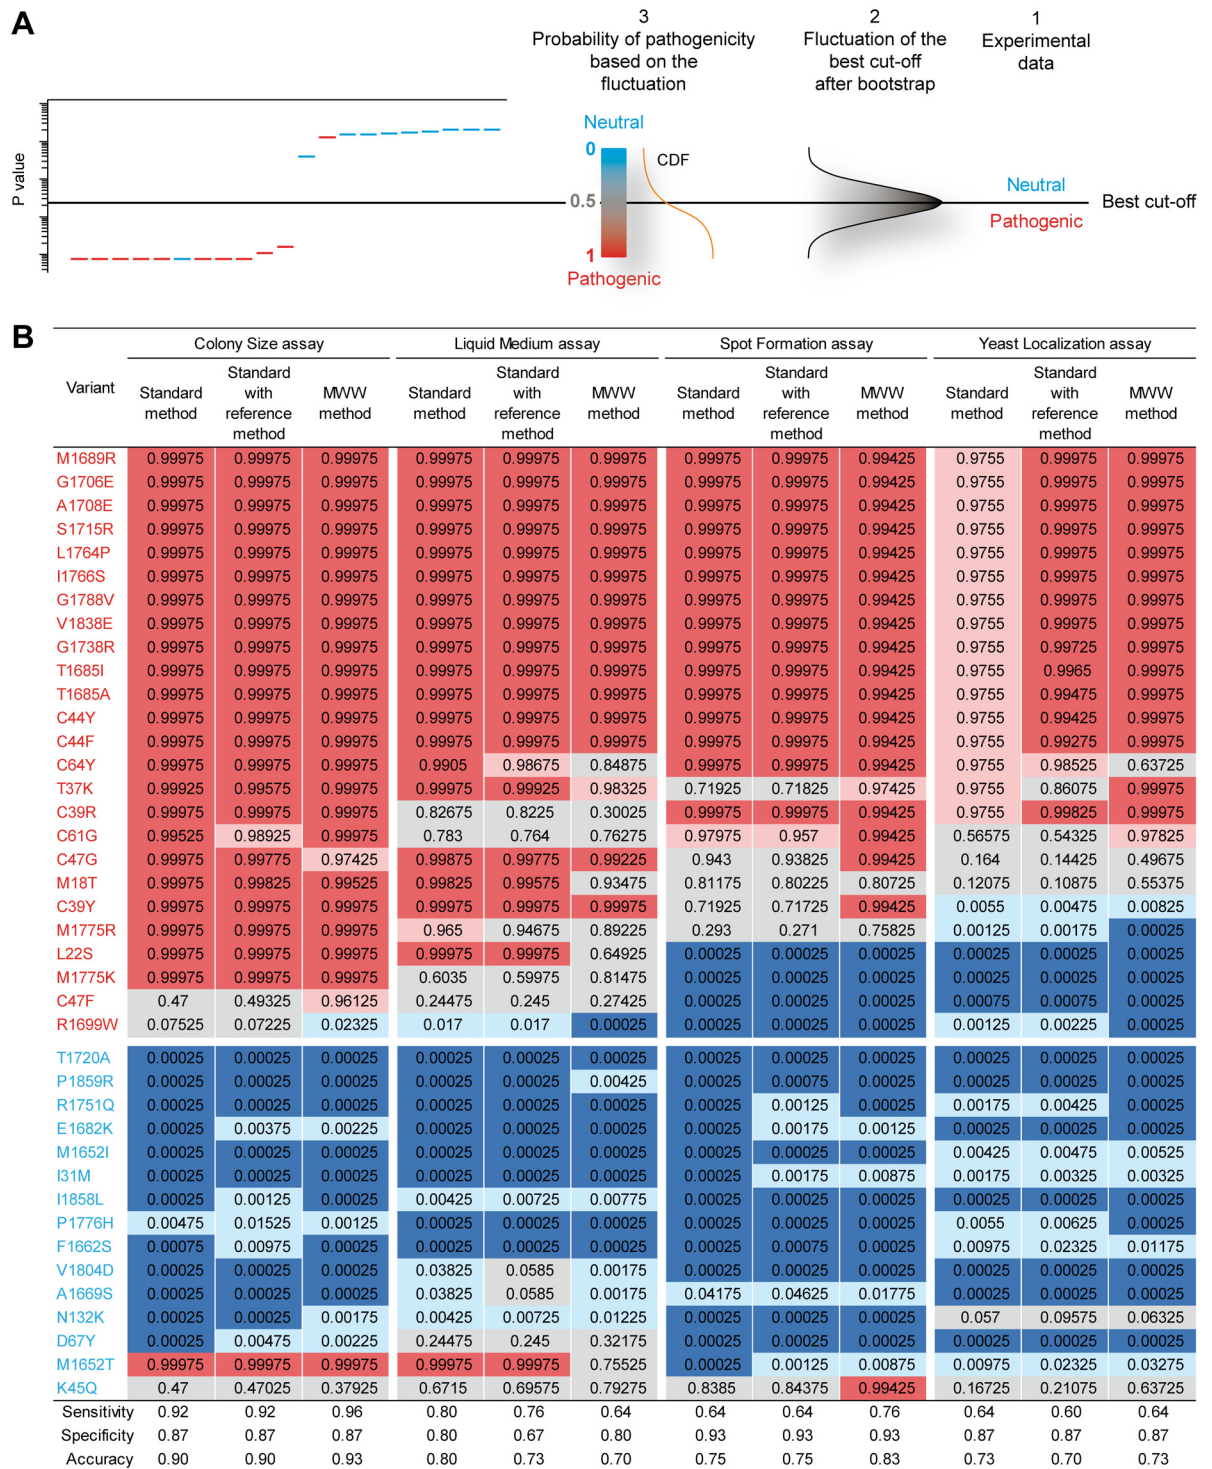 A
3
Probability of pathogenicity
based on the
fluctuation
2
Fluctuation of the
best cut-off
after bootstrap
1
Experimental
data
P value
Neutral
0
0.5
1
Pathogenic
CDF
Neutral
Pathogenic
Best cut-off
B
Colony Size assay Liquid Medium assay Spot Formation assay Yeast Localization assay
Variant
Standard method Standard with reference method MWW method Standard method Standard with reference method MWW method Standard method Standard with reference method MWW method Standard method Standard with reference method MWW method
M1689R 0.99975 0.99975 0.99975 0.99975 0.99975 0.99975 0.99975 0.99975 0.99425 0.9755 0.99975 0.99975
G1706E 0.99975 0.99975 0.99975 0.99975 0.99975 0.99975 0.99975 0.99975 0.99425 0.9755 0.99975 0.99975
A1708E 0.99975 0.99975 0.99975 0.99975 0.99975 0.99975 0.99975 0.99975 0.99425 0.9755 0.99975 0.99975
S1715R 0.99975 0.99975 0.99975 0.99975 0.99975 0.99975 0.99975 0.99975 0.99425 0.9755 0.99975 0.99975
L1764P 0.99975 0.99975 0.99975 0.99975 0.99975 0.99975 0.99975 0.99975 0.99425 0.9755 0.99975 0.99975
I1766S 0.99975 0.99975 0.99975 0.99975 0.99975 0.99975 0.99975 0.99975 0.99425 0.9755 0.99975 0.99975
G1788V 0.99975 0.99975 0.99975 0.99975 0.99975 0.99975 0.99975 0.99975 0.99425 0.9755 0.99975 0.99975
V1838E 0.99975 0.99975 0.99975 0.99975 0.99975 0.99975 0.99975 0.99975 0.99425 0.9755 0.99975 0.99975
G1738R 0.99975 0.99975 0.99975 0.99975 0.99975 0.99975 0.99975 0.99975 0.99425 0.9755 0.99725 0.99975
T1685I 0.99975 0.99975 0.99975 0.99975 0.99975 0.99975 0.99975 0.99975 0.99425 0.9755 0.9965 0.99975
T1685A 0.99975 0.99975 0.99975 0.99975 0.99975 0.99975 0.99975 0.99975 0.99425 0.9755 0.99475 0.99975
C44Y 0.99975 0.99975 0.99975 0.99975 0.99975 0.99975 0.99975 0.99975 0.99425 0.9755 0.99425 0.99975
C44F 0.99975 0.99975 0.99975 0.99975 0.99975 0.99975 0.99975 0.99975 0.99425 0.9755 0.99275 0.99975
C64Y 0.99975 0.99975 0.99975 0.9905 0.98675 0.84875 0.99975 0.99975 0.99425 0.9755 0.98525 0.63725
T37K 0.99925 0.99575 0.99975 0.99975 0.99925 0.98325 0.71925 0.71825 0.97425 0.9755 0.86075 0.99975
C39R 0.99975 0.99975 0.99975 0.82675 0.8225 0.30025 0.99975 0.99975 0.99425 0.9755 0.99825 0.99975
C61G 0.99525 0.98925 0.99975 0.783 0.764 0.76275 0.97975 0.957 0.99425 0.56575 0.54325 0.97825
C47G 0.99975 0.99775 0.97425 0.99875 0.99775 0.99225 0.943 0.93825 0.99425 0.164 0.14425 0.49675
M18T 0.99975 0.99825 0.99525 0.99825 0.99575 0.93475 0.81175 0.80225 0.80725 0.12075 0.10875 0.55375
C39Y 0.99975 0.99975 0.99975 0.99975 0.99975 0.99975 0.71925 0.71725 0.99425 0.0055 0.00475 0.00825
M1775R 0.99975 0.99975 0.99975 0.965 0.94675 0.89225 0.293 0.271 0.75825 0.00125 0.00175 0.00025
L22S 0.99975 0.99975 0.99975 0.99975 0.99975 0.64925 0.00025 0.00025 0.00025 0.00025 0.00025 0.00025
M1775K 0.99975 0.99975 0.99975 0.6035 0.59975 0.81475 0.00025 0.00025 0.00025 0.00025 0.00025 0.00025
C47F 0.47 0.49325 0.96125 0.24475 0.245 0.27425 0.00025 0.00025 0.00025 0.00075 0.00075 0.00025
R1699W 0.07525 0.07225 0.02325 0.017 0.017 0.00025 0.00025 0.00025 0.00025 0.00125 0.00225 0.00025
T1720A 0.00025 0.00025 0.00025 0.00025 0.00025 0.00025 0.00025 0.00025 0.00025 0.00025 0.00025 0.00025
P1859R 0.00025 0.00025 0.00025 0.00025 0.00025 0.00425 0.00025 0.00075 0.00025 0.00025 0.00025 0.00025
R1751Q 0.00025 0.00025 0.00025 0.00025 0.00025 0.00025 0.00025 0.00125 0.00025 0.00175 0.00425 0.00025
E1682K 0.00025 0.00375 0.00225 0.00025 0.00025 0.00025 0.00025 0.00175 0.00125 0.00025 0.00025 0.00025
M1652I 0.00025 0.00025 0.00025 0.00025 0.00025 0.00025 0.00025 0.00025 0.00025 0.00425 0.00475 0.00525
I31M 0.00025 0.00025 0.00025 0.00025 0.00025 0.00025 0.00025 0.00175 0.00875 0.00175 0.00325 0.00325
I1858L 0.00025 0.00125 0.00025 0.00425 0.00725 0.00775 0.00025 0.00025 0.00025 0.00025 0.00025 0.00025
P1776H 0.00475 0.01525 0.00125 0.00025 0.00025 0.00025 0.00025 0.00025 0.00025 0.0055 0.00625 0.00025
F1662S 0.00075 0.00975 0.00025 0.00025 0.00025 0.00025 0.00025 0.00075 0.00025 0.00975 0.02325 0.01175
V1804D 0.00025 0.00025 0.00025 0.03825 0.0585 0.00175 0.00025 0.00025 0.00025 0.00025 0.00025 0.00025
A1669S 0.00025 0.00025 0.00025 0.03825 0.0585 0.00175 0.04175 0.04625 0.01775 0.00025 0.00025 0.00025
N132K 0.00025 0.00025 0.00175 0.00425 0.00725 0.01225 0.00025 0.00025 0.00025 0.057 0.09575 0.06325
D67Y 0.00025 0.00475 0.00225 0.24475 0.245 0.32175 0.00025 0.00025 0.00025 0.00025 0.00025 0.00025
M1652T 0.99975 0.99975 0.99975 0.99975 0.99975 0.75525 0.00025 0.00125 0.00875 0.00975 0.02325 0.03275
K45Q 0.47 0.47025 0.37925 0.6715 0.69575 0.79275 0.8385 0.84375 0.99425 0.16725 0.21075 0.63725
Sensitivity 0.92 0.92 0.96 0.80 0.76 0.64 0.64 0.64 0.76 0.64 0.60 0.64
Specificity 0.87 0.87 0.87 0.80 0.67 0.80 0.93 0.93 0.93 0.87 0.87 0.87
Accuracy 0.90 0.90 0.93 0.80 0.73 0.70 0.75 0.75 0.83 0.73 0.70 0.73